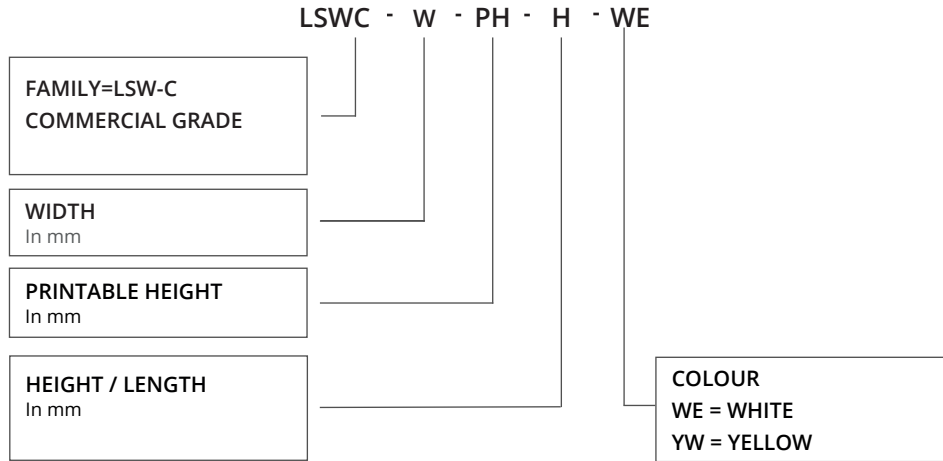 LSWC - W - PH - H - WE
FAMILY=LSW-C
COMMERCIAL GRADE
WIDTH
In mm
PRINTABLE HEIGHT
In mm
HEIGHT / LENGTH
In mm
COLOUR
WE = WHITE
YW = YELLOW